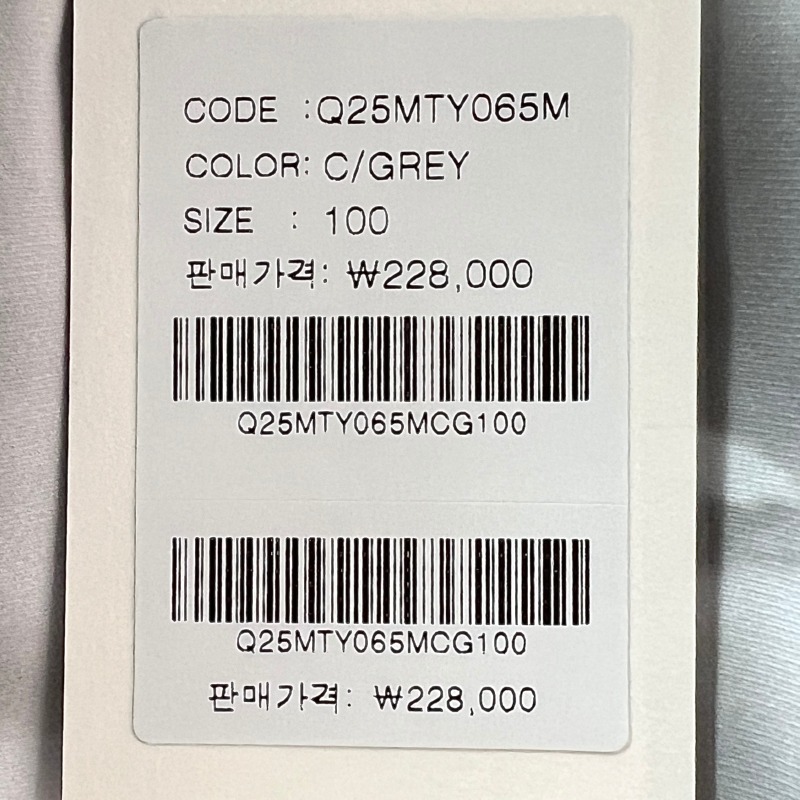 CODE :Q25MTY065M
COLOR: C/GREY
SIZE : 100
판매가격: ₩228,000
Q25MTY065MCG100
Q25MTY065MCG100
판매가격: ₩228,000